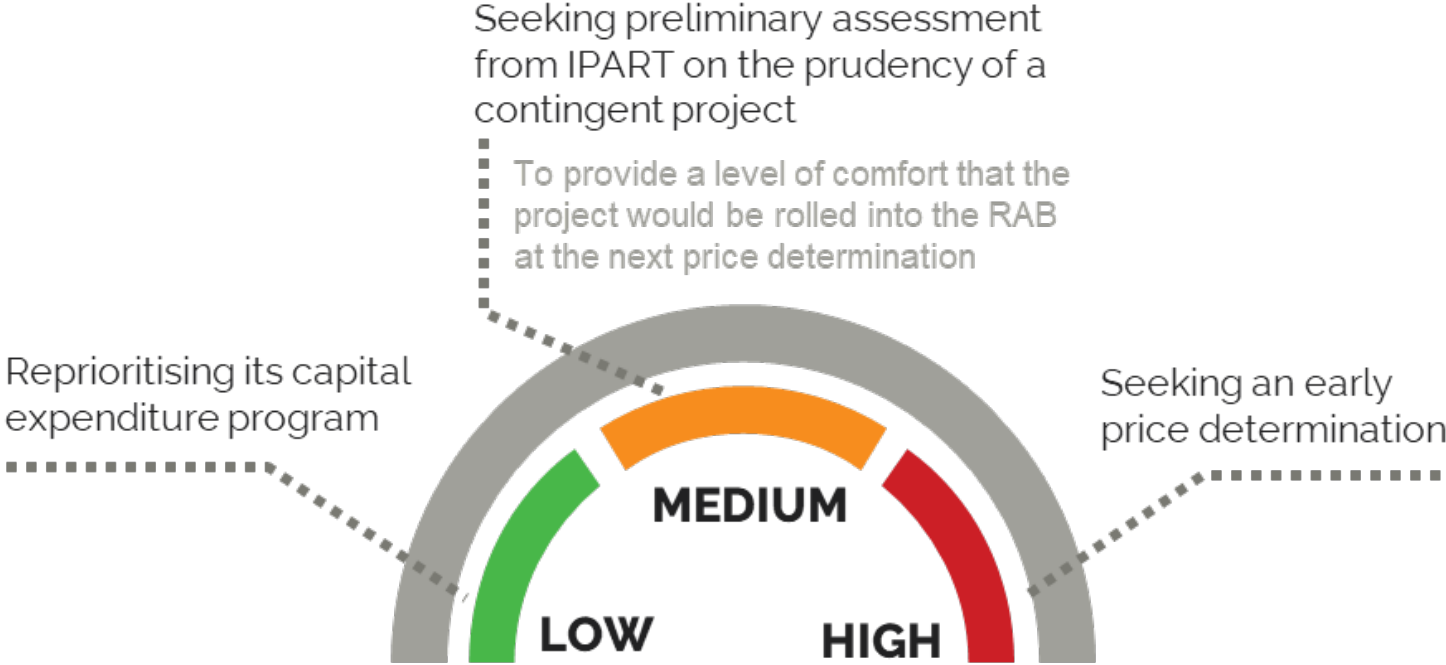 Seeking preliminary assessment
from IPART on the prudency of a
contingent project
To provide a level of comfort that the
project would be rolled into the RAB
at the next price determination
Reprioritising its capital
expenditure program
Seeking an early
price determination
MEDIUM
LOW
HIGH